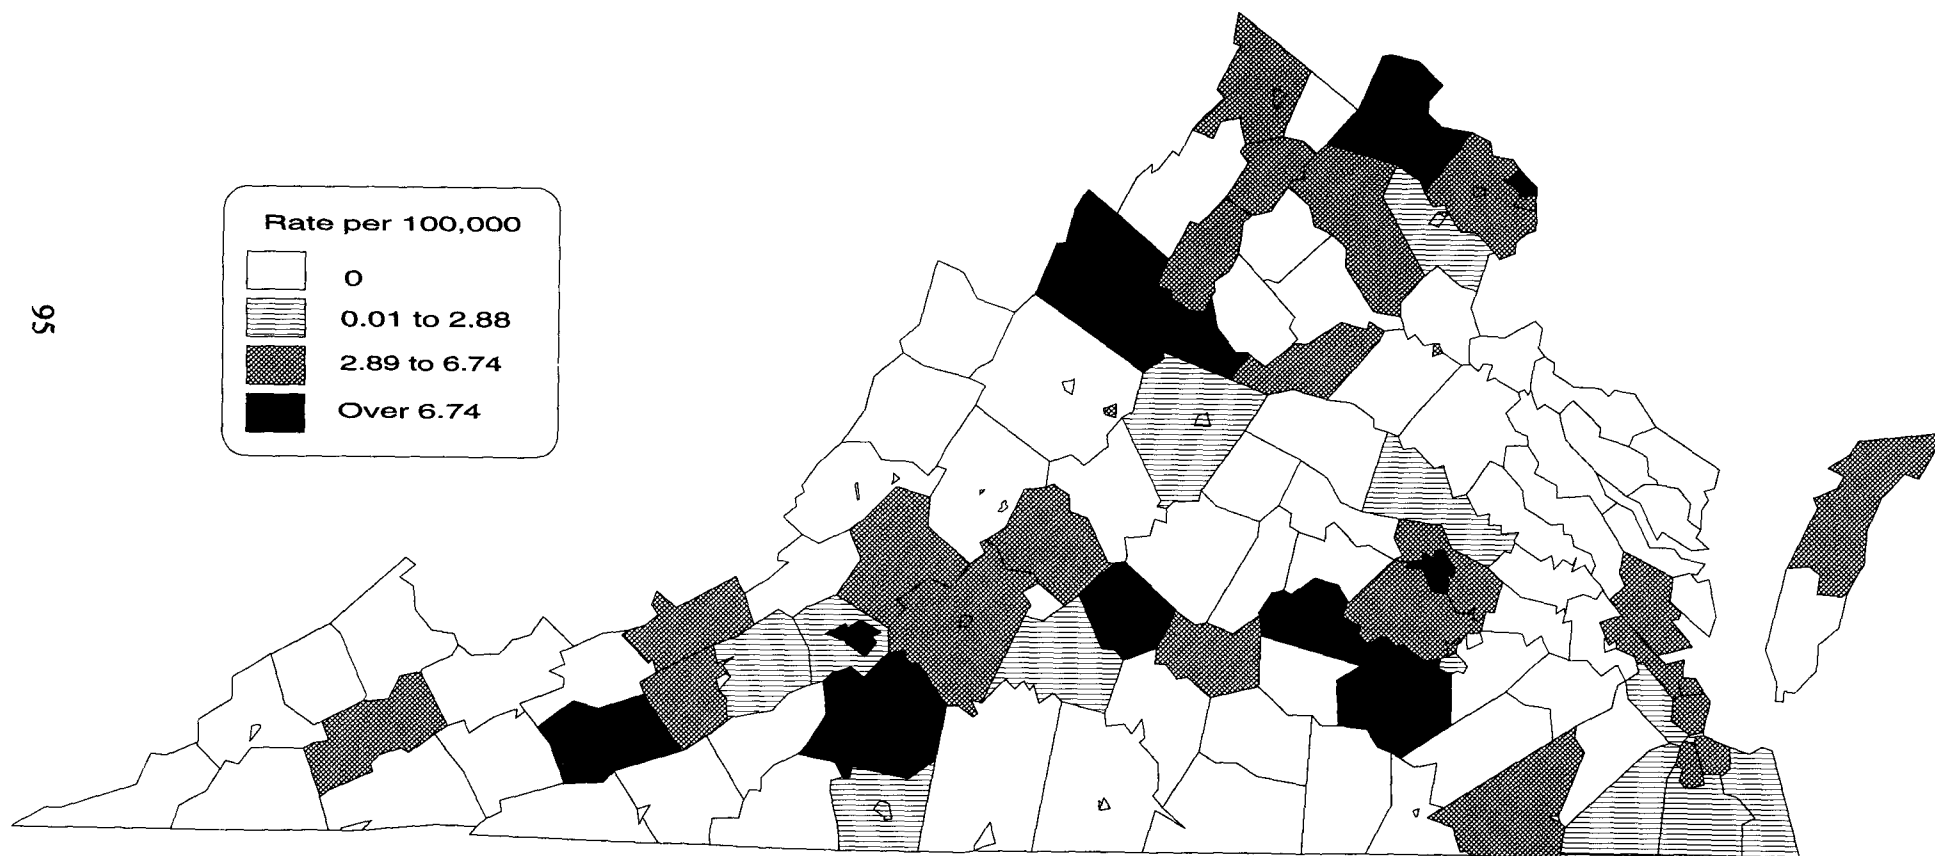 Rate per 100,000
0
0.01 to 2.88
2.89 to 6.74
Over 6.74
95